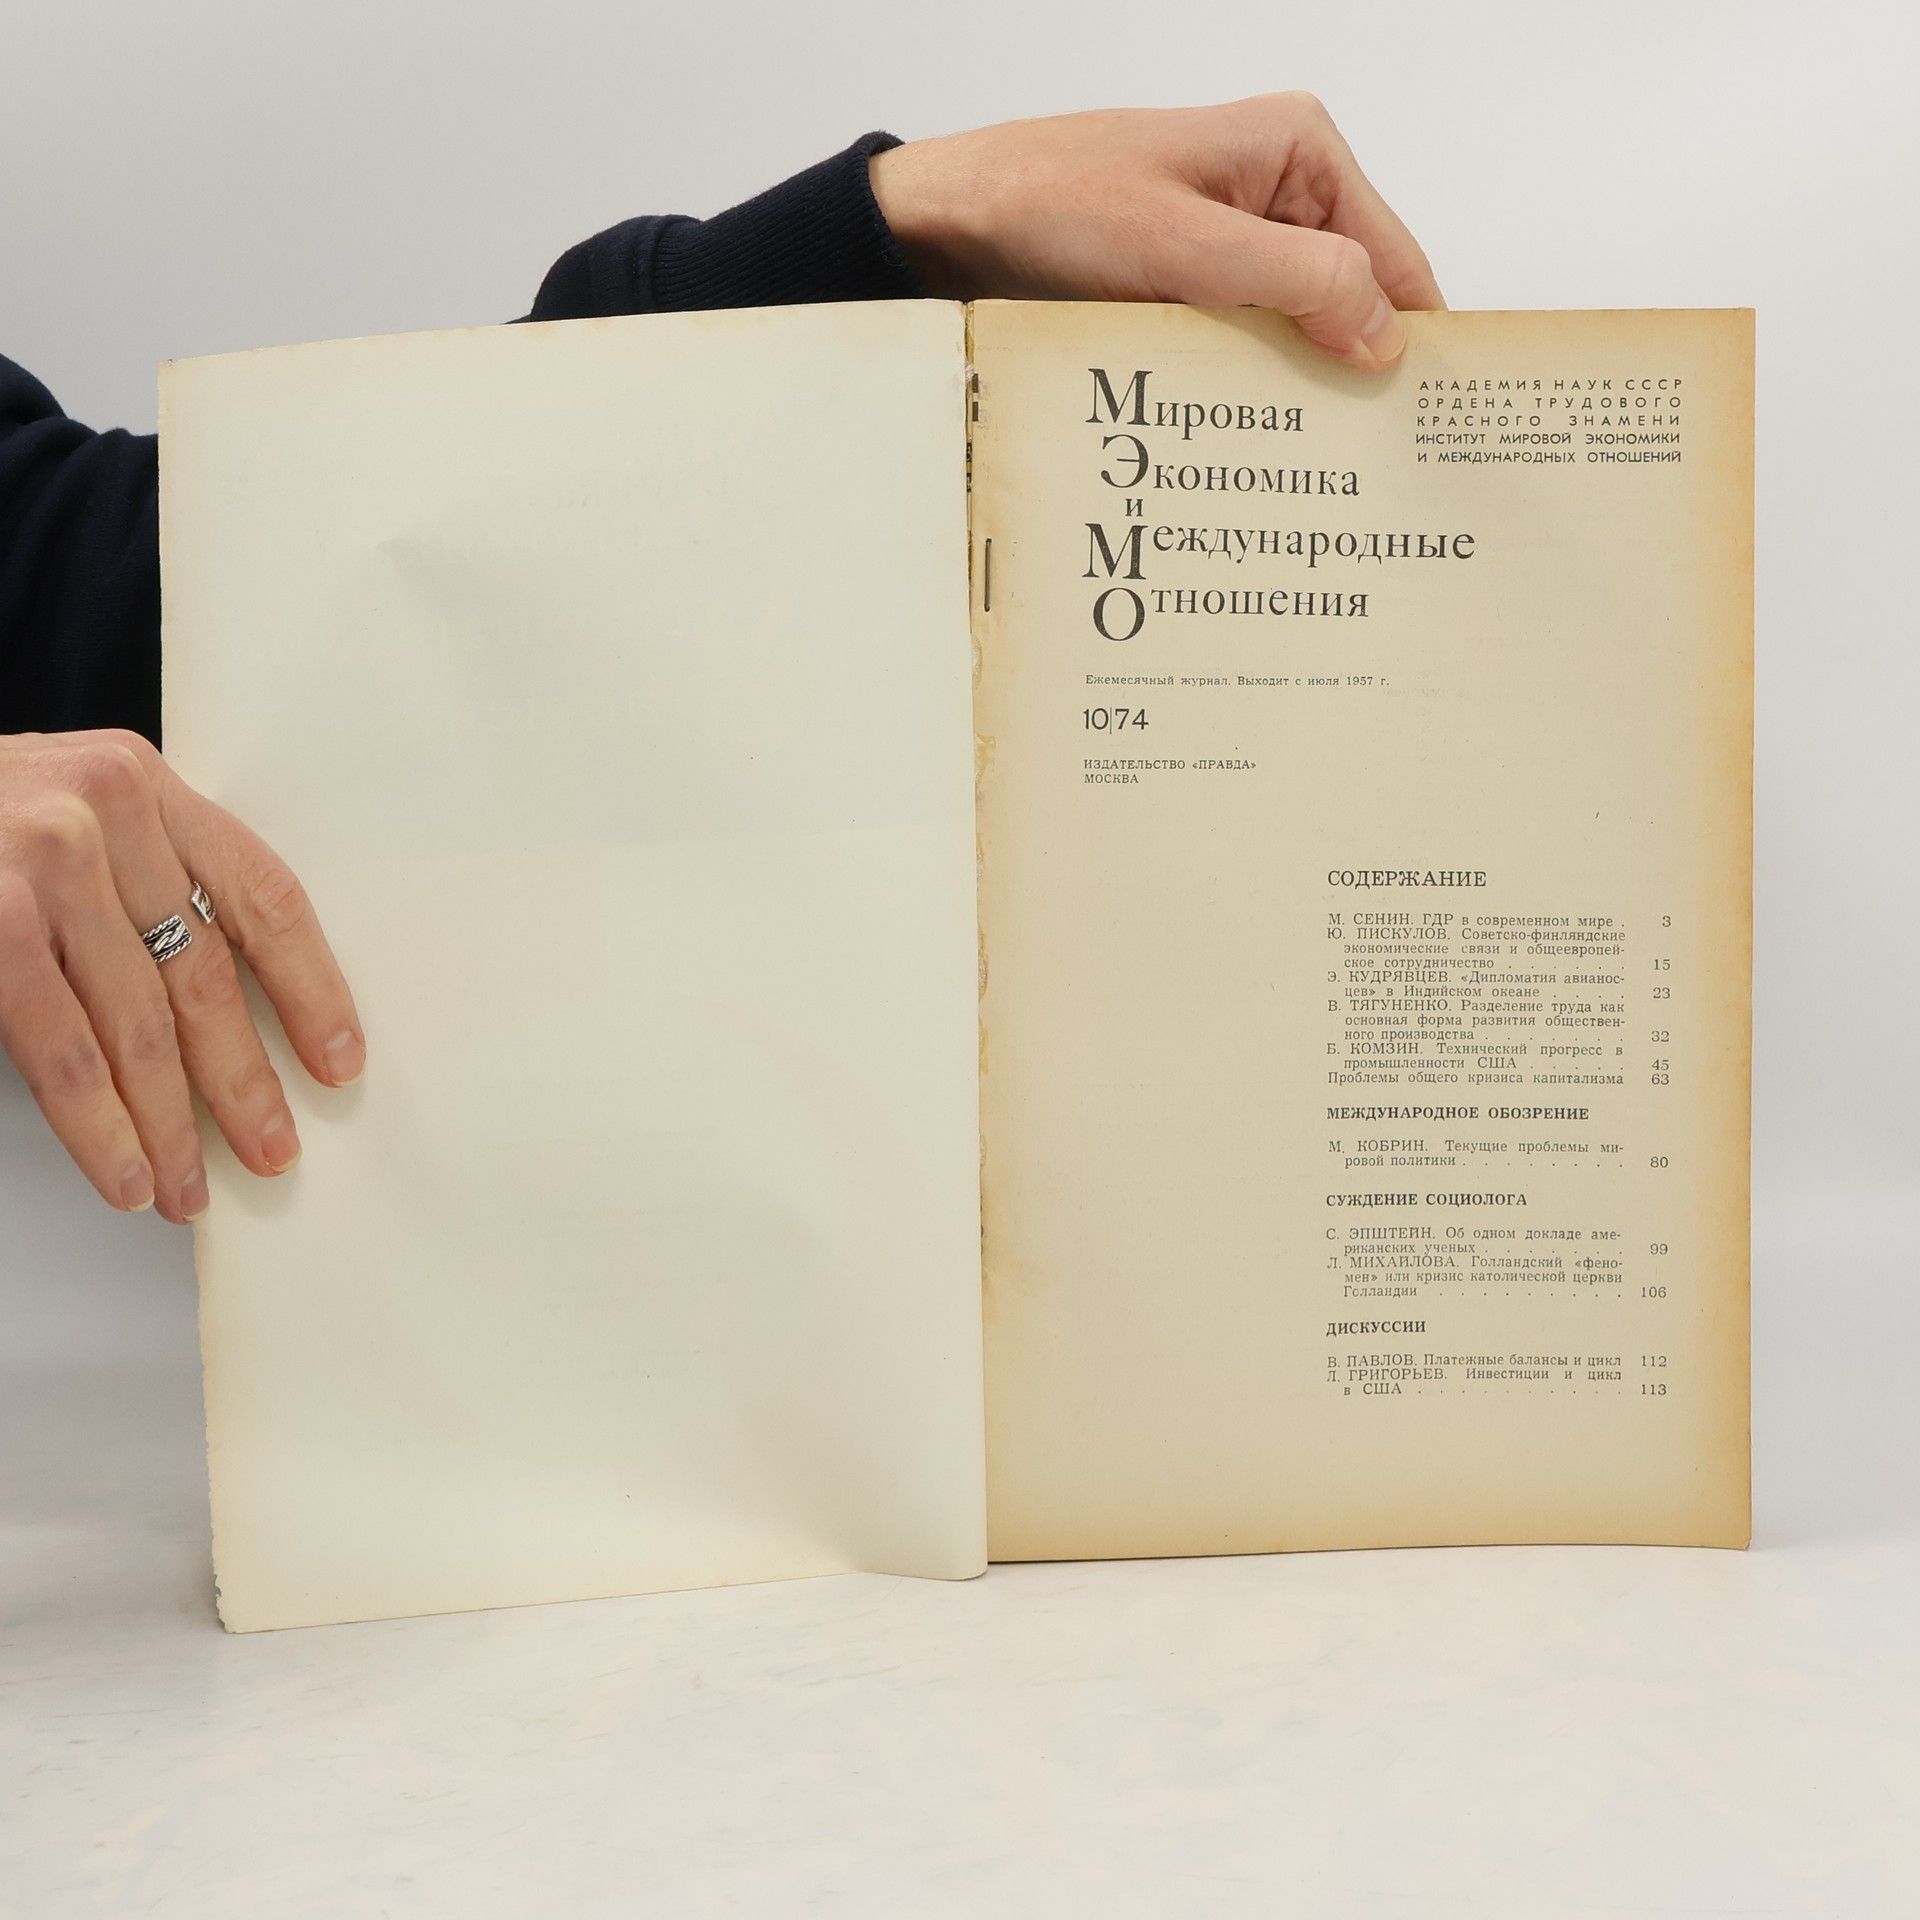 Мировая
Экономика
и
Международные
Отношения
АКАДЕМИЯ НАУК СССР
ОРДЕНА ТРУДОВОГО
КРАСНОГО ЗНАМЕНИ
ИНСТИТУТ МИРОВОЙ ЭКОНОМИКИ
И МЕЖДУНАРОДНЫХ ОТНОШЕНИЙ
Ежемесячный журнал. Выходит с июля 1957 г.
10|74
ИЗДАТЕЛЬСТВО «ПРАВДА»
МОСКВА
СОДЕРЖАНИЕ
М. СЕНИН. ГДР в современном мире . 3
Ю. ПИСКУЛОВ. Советско-финляндские
экономические связи и общеевропей-
ское сотрудничество . . . . . . 15
Э. КУДРЯВЦЕВ. «Дипломатия авианос-
цев» в Индийском океане . . . . 23
В. ТЯГУНЕНКО. Разделение труда как
основная форма развития обществен-
ного производства . . . . . . . 32
Б. КОМЗИН. Технический прогресс в
промышленности США . . . . . 45
Проблемы общего кризиса капитализма 63
МЕЖДУНАРОДНОЕ ОБОЗРЕНИЕ
М. КОБРИН. Текущие проблемы ми-
ровой политики . . . . . . . . 80
СУЖДЕНИЕ СОЦИОЛОГА
С. ЭПШТЕЙН. Об одном докладе аме-
риканских ученых . . . . . . . 99
Л. МИХАЙЛОВА. Голландский «фено-
мен» или кризис католической церкви
Голландии . . . . . . . . . 106
ДИСКУССИИ
В. ПАВЛОВ. Платежные балансы и цикл 112
Л. ГРИГОРЬЕВ. Инвестиции и цикл
в США . . . . . . . . . . 113